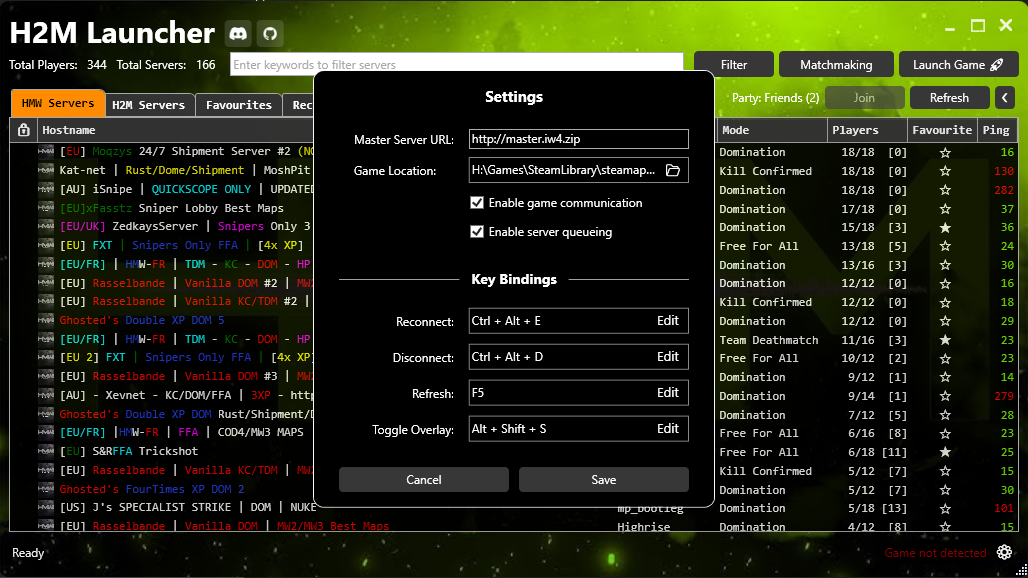 H2M Launcher
Total Players: 344 Total Servers: 166
Enter keywords to filter servers
Filter
Matchmaking
Launch Game
HMW Servers
H2M Servers
Favourites
Rec
Party: Friends (2)
Join
Refresh
Hostname
Mode
Players
Favourite
Ping
[EU] Moqzys 24/7 Shipment Server #2 (NO
Domination 18/18 [0] 16
Kat-net | Rust/Dome/Shipment | MoshPit
Kill Confirmed 18/18 [0] 130
[AU] iSnipe | QUICKSCOPE ONLY | UPDATED
Domination 18/18 [0] 282
[EU]xFasstz Sniper Lobby Best Maps
Domination 17/18 [0] 37
[EU/UK] ZedkaysServer | Snipers Only 3
Domination 15/18 [3] 36
[EU] FXT | Snipers Only FFA | [4x XP]
Free For All 13/18 [5] 24
[EU/FR] | HMW-FR | TDM - KC - DOM - HP
Domination 13/16 [3] 30
[EU] Rasselbande | Vanilla DOM #2 | MW
Domination 12/12 [0] 16
[EU] Rasselbande | Vanilla KC/TDM #2 |
Kill Confirmed 12/12 [0] 18
Ghosted's Double XP DOM 5
Domination 12/12 [0] 29
[EU/FR] | HMW-FR | TDM - KC - DOM - HP
Team Deathmatch 11/16 [3] 23
[EU 2] FXT | Snipers Only FFA | [4x XP]
Free For All 10/12 [2] 23
[EU] Rasselbande | Vanilla DOM #3 | MW
Domination 9/12 [1] 14
[AU] - Xevnet - KC/DOM/FFA | 3XP - http
Domination 9/14 [1] 279
Ghosted's Double XP DOM Rust/Shipment/D
Domination 7/12 [5] 28
[EU/FR] |HMW-FR | FFA | COD4/MW3 MAPS
Free For All 6/16 [8] 23
[EU] S&RFFA Trickshot
Free For All 6/18 [11] 25
[EU] Rasselbande | Vanilla KC/TDM | MW
Kill Confirmed 5/12 [7] 15
Ghosted's FourTimes XP DOM 2
Domination 5/12 [7] 30
[US] J's SPECIALIST STRIKE | DOM | NUKE
mp_bootleg Domination 5/18 [13] 101
[EU] Rasselbande | Vanilla DOM | MW2/MW3 Best Maps
Highrise Domination 4/12 [8] 15
Settings
Master Server URL: http://master.iw4.zip
Game Location: H:\Games\SteamLibrary\steamap...
Enable game communication
Enable server queueing
Key Bindings
Reconnect: Ctrl + Alt + E Edit
Disconnect: Ctrl + Alt + D Edit
Refresh: F5 Edit
Toggle Overlay: Alt + Shift + S Edit
Cancel
Save
Ready
Game not detected